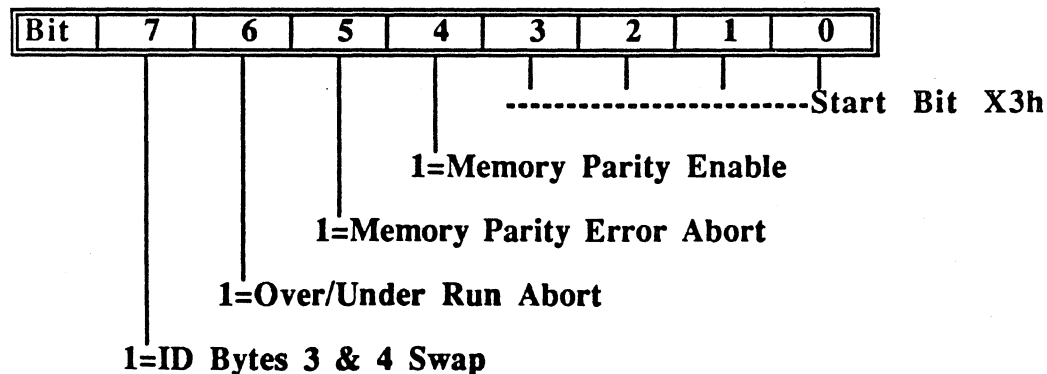 Bit 7 6 5 4 3 2 1 0
Start Bit X3h
1=Memory Parity Enable
1=Memory Parity Error Abort
1=Over/Under Run Abort
1=ID Bytes 3 & 4 Swap